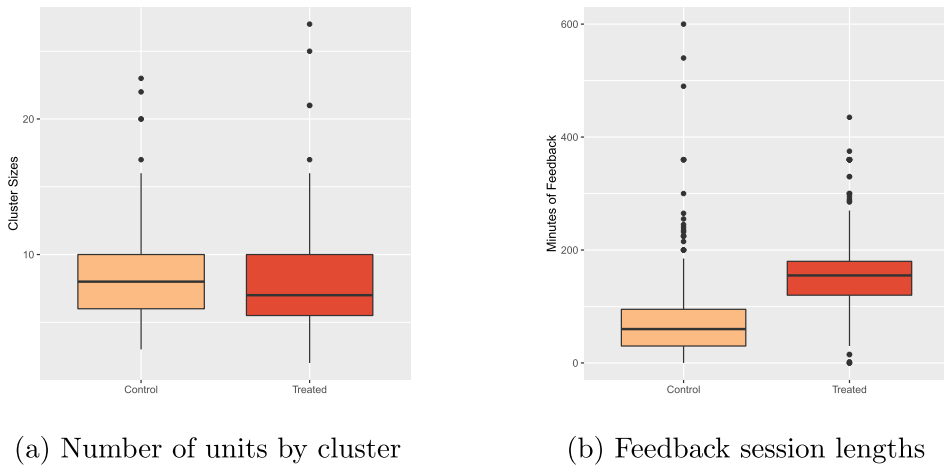 Cluster Sizes
20
10
Control
Treated
(a) Number of units by cluster
Minutes of Feedback
600
400
200
0
Control
Treated
(b) Feedback session lengths